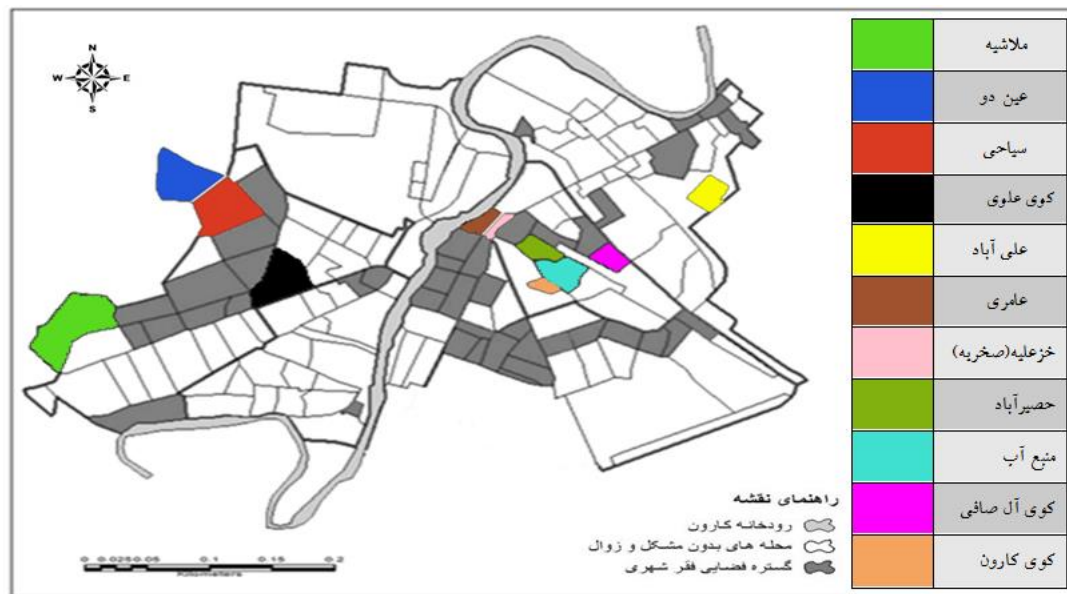 N
W E
S
ملاشیه
عین دو
سیاحی
کوی علوی
علی آباد
عامری
خزعلیه(صخریه)
حصیرآباد
منبع آب
کوی آل صافی
کوی کارون
راهنمای نقشه
رودخانه کارون
محله های بدون مشکل و زوال
گستره فضایی فقر شهری
0 0.025 0.05 0.1 0.15 0.2
Kilometers